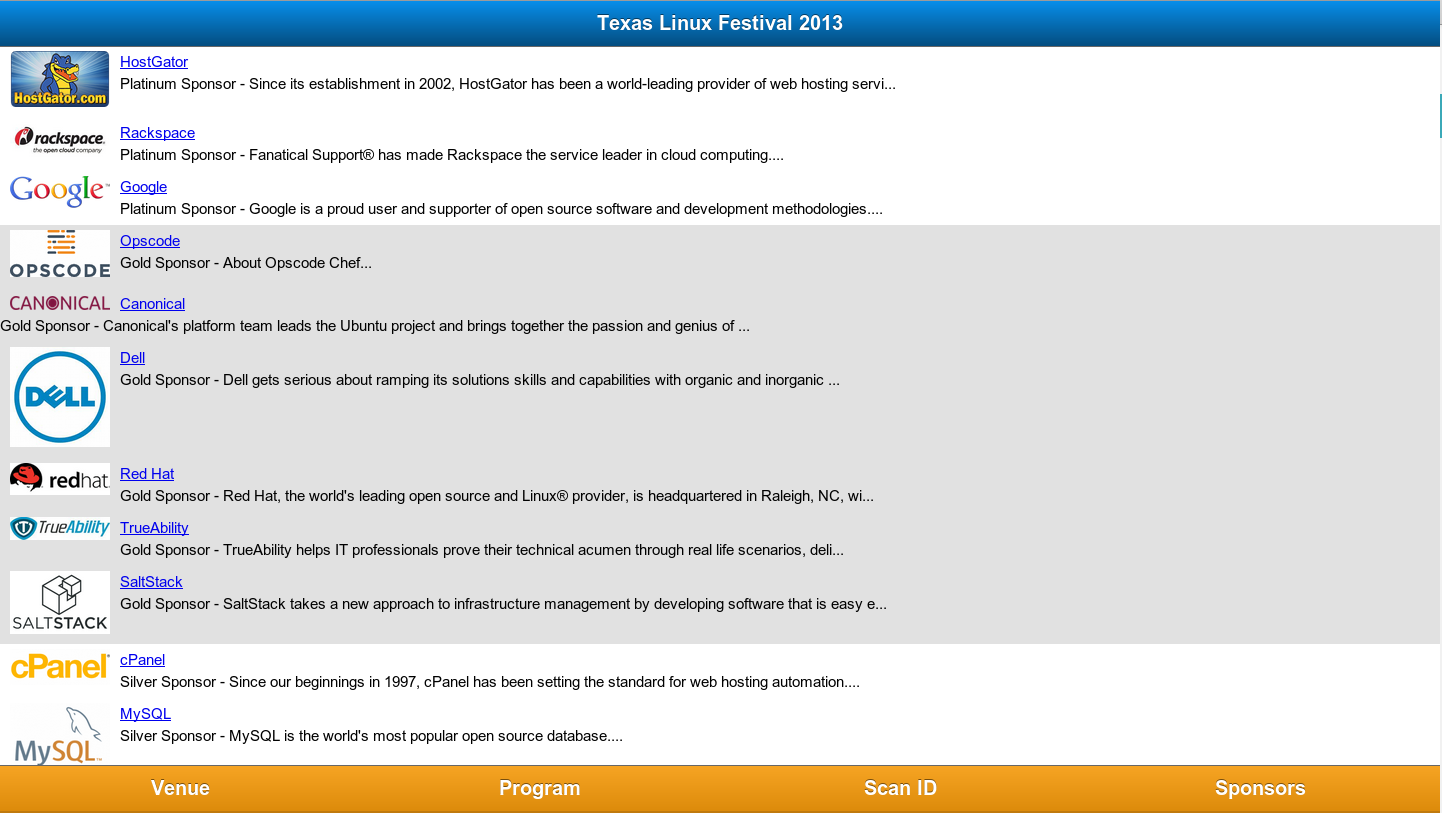 Texas Linux Festival 2013
HostGator.com
HostGator
Platinum Sponsor - Since its establishment in 2002, HostGator has been a world-leading provider of web hosting servi...
rackspace.
the open cloud company
Rackspace
Platinum Sponsor - Fanatical Support® has made Rackspace the service leader in cloud computing....
Google™
Google
Platinum Sponsor - Google is a proud user and supporter of open source software and development methodologies....
OPSCODE
Opscode
Gold Sponsor - About Opscode Chef...
CANONICAL
Canonical
Gold Sponsor - Canonical's platform team leads the Ubuntu project and brings together the passion and genius of ...
DELL
Dell
Gold Sponsor - Dell gets serious about ramping its solutions skills and capabilities with organic and inorganic ...
redhat.
Red Hat
Gold Sponsor - Red Hat, the world's leading open source and Linux® provider, is headquartered in Raleigh, NC, wi...
TrueAbility
TrueAbility
Gold Sponsor - TrueAbility helps IT professionals prove their technical acumen through real life scenarios, deli...
SALTSTACK
SaltStack
Gold Sponsor - SaltStack takes a new approach to infrastructure management by developing software that is easy e...
cPanel
cPanel
Silver Sponsor - Since our beginnings in 1997, cPanel has been setting the standard for web hosting automation....
MySQL™
MySQL
Silver Sponsor - MySQL is the world's most popular open source database....
Venue Program Scan ID Sponsors